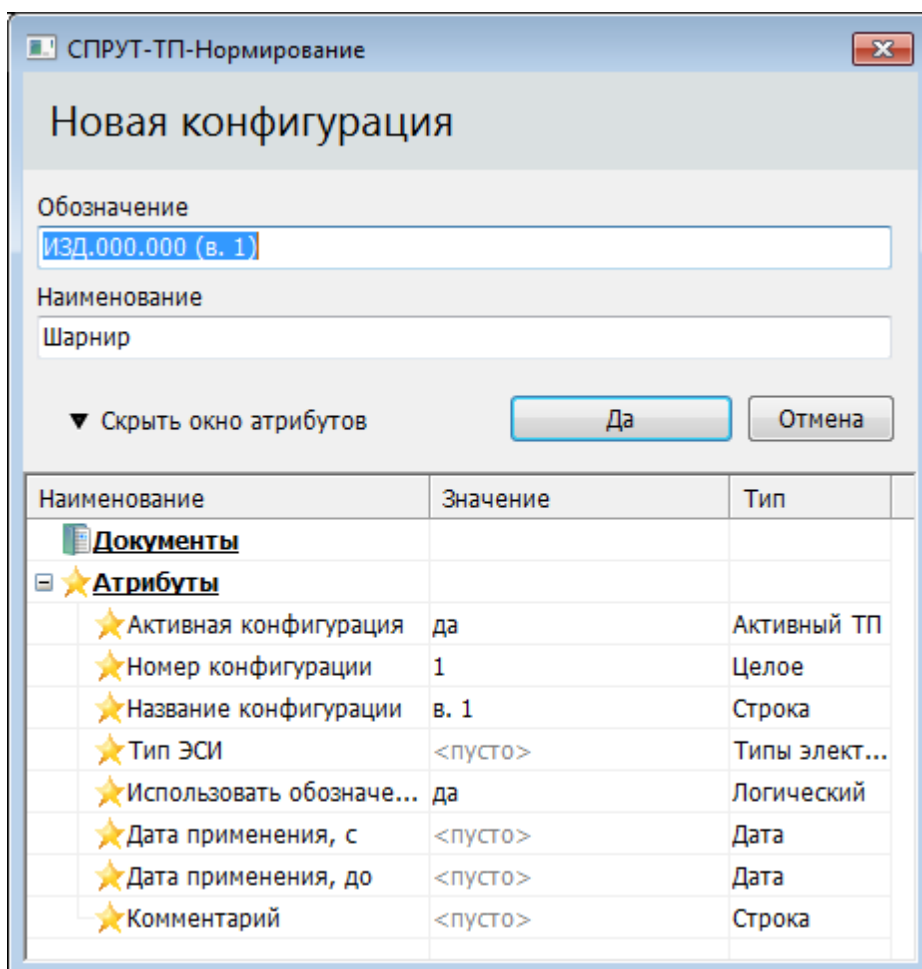 СПРУТ-ТП-Нормирование
Новая конфигурация
Обозначение
ИЗД.000.000 (в. 1)
Наименование
Шарнир
Скрыть окно атрибутов Да Отмена
Наименование Значение Тип
Документы
Атрибуты
Активная конфигурация да Активный ТП
Номер конфигурации 1 Целое
Название конфигурации в. 1 Строка
Тип ЭСИ <пусто> Типы элект...
Использовать обозначе... да Логический
Дата применения, с <пусто> Дата
Дата применения, до <пусто> Дата
Комментарий <пусто> Строка